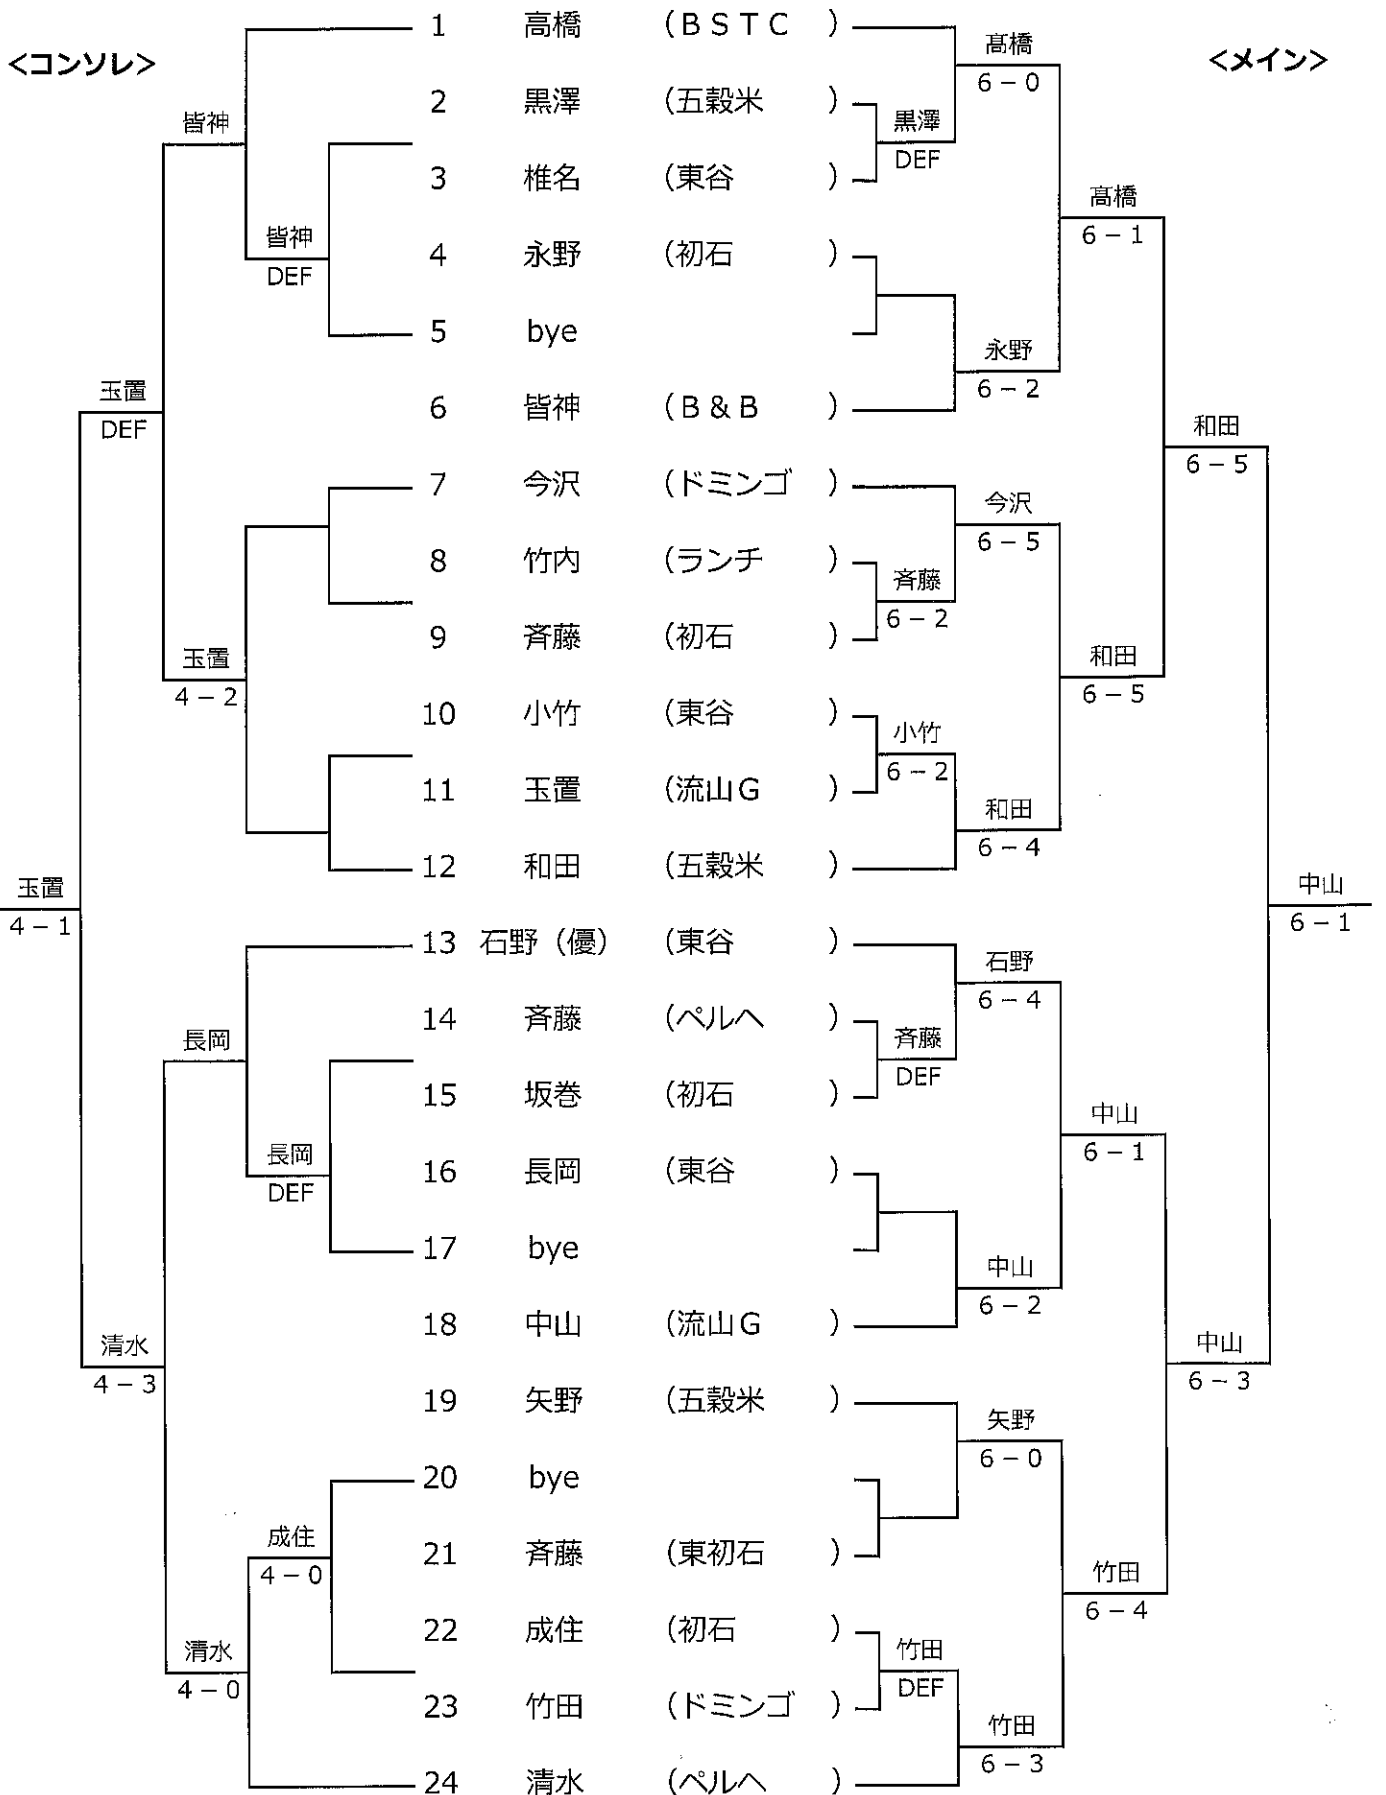 <コンソレ>
<メイン>
1 高橋 （ＢＳＴＣ ）
2 黒澤 （五穀米 ）
3 椎名 （東谷 ）
4 永野 （初石 ）
5 bye
6 皆神 （Ｂ＆Ｂ ）
7 今沢 （ドミンゴ ）
8 竹内 （ランチ ）
9 斉藤 （初石 ）
10 小竹 （東谷 ）
11 玉置 （流山Ｇ ）
12 和田 （五穀米 ）
13 石野（優） （東谷 ）
14 斉藤 （ペルヘ ）
15 坂巻 （初石 ）
16 長岡 （東谷 ）
17 bye
18 中山 （流山Ｇ ）
19 矢野 （五穀米 ）
20 bye
21 斉藤 （東初石 ）
22 成住 （初石 ）
23 竹田 （ドミンゴ ）
24 清水 （ペルヘ ）
皆神
皆神
DEF
玉置
DEF
玉置
4－2
玉置
4－1
長岡
長岡
DEF
清水
4－3
成住
4－0
清水
4－0
髙橋
6－0
黒澤
DEF
髙橋
6－1
永野
6－2
和田
6－5
今沢
6－5
斉藤
6－2
和田
6－5
小竹
6－2
和田
6－4
中山
6－1
石野
6－4
斉藤
DEF
中山
6－1
中山
6－2
中山
6－3
矢野
6－0
竹田
6－4
竹田
DEF
竹田
6－3